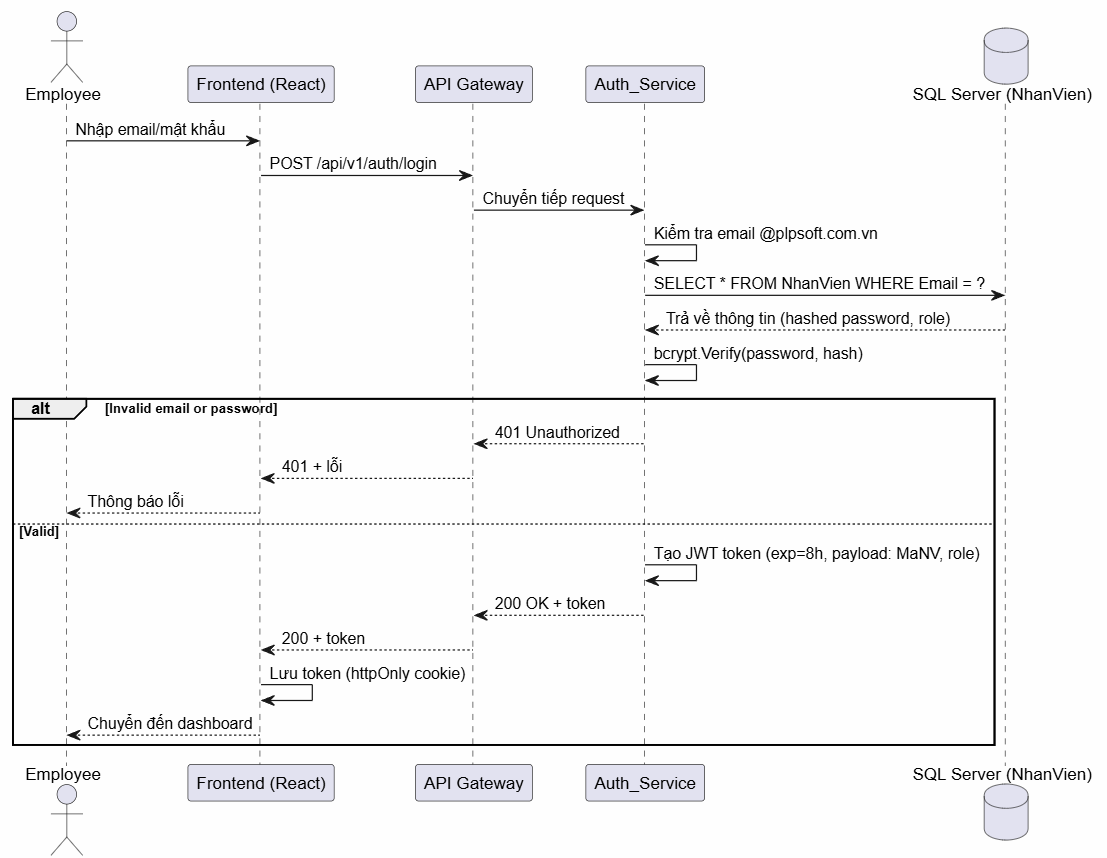 Employee
Frontend (React)
API Gateway
Auth_Service
SQL Server (NhanVien)
Nhập email/mật khẩu
POST /api/v1/auth/login
Chuyển tiếp request
Kiểm tra email @plpsoft.com.vn
SELECT * FROM NhanVien WHERE Email = ?
Trả về thông tin (hashed password, role)
bcrypt.Verify(password, hash)
alt
[Invalid email or password]
401 Unauthorized
401 + lỗi
Thông báo lỗi
[Valid]
Tạo JWT token (exp=8h, payload: MaNV, role)
200 OK + token
200 + token
Lưu token (httpOnly cookie)
Chuyển đến dashboard
Employee
Frontend (React)
API Gateway
Auth_Service
SQL Server (NhanVien)